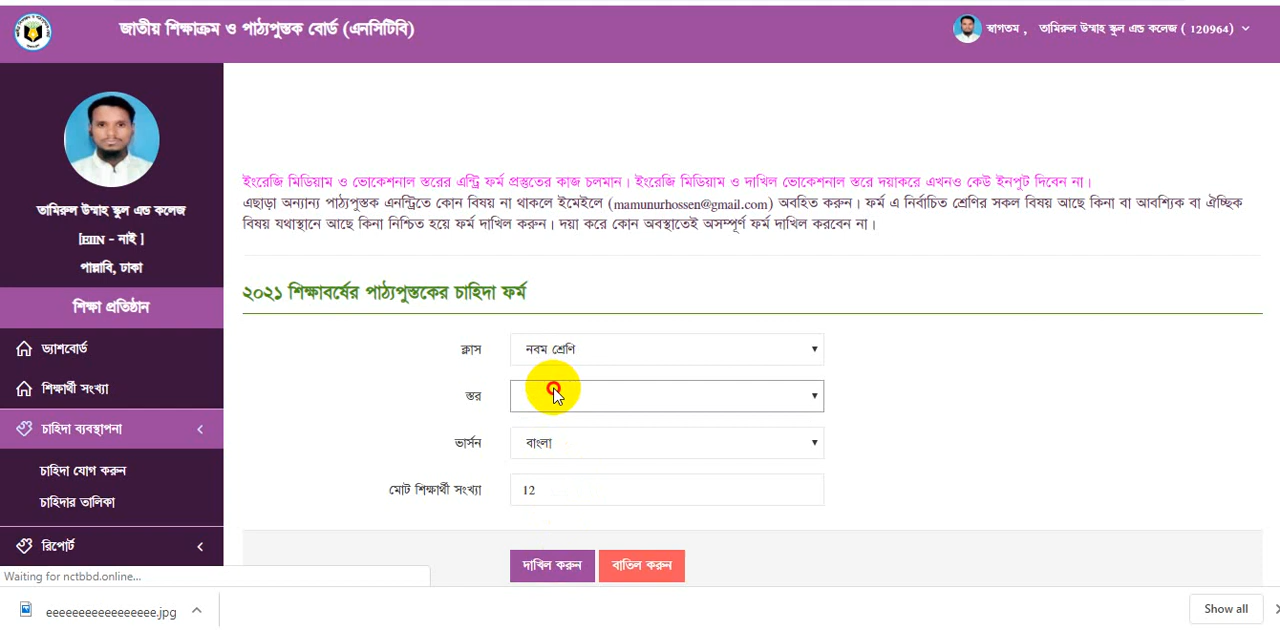 জাতীয় শিক্ষাক্রম ও পাঠ্যপুস্তক বোর্ড (এনসিটিবি)
স্বাগতম , তামিরুল উম্মাহ স্কুল এন্ড কলেজ ( 120964)
তামিরুল উম্মাহ স্কুল এন্ড কলেজ
[EIIN - নাই ]
পাল্লাবি, ঢাকা
শিক্ষা প্রতিষ্ঠান
ড্যাশবোর্ড
শিক্ষার্থী সংখ্যা
চাহিদা ব্যবস্থাপনা
চাহিদা যোগ করুন
চাহিদার তালিকা
রিপোর্ট
ইংরেজি মিডিয়াম ও ভোকেশনাল স্তরের এন্ট্রি ফর্ম প্রস্তুতের কাজ চলমান। ইংরেজি মিডিয়াম ও দাখিল ভোকেশনাল স্তরে দয়াকরে এখনও কেউ ইনপুট দিবেন না।
এছাড়া অন্যান্য পাঠ্যপুস্তক এনন্ট্রিতে কোন বিষয় না থাকলে ইমেইলে (mamunurhossen@gmail.com) অবহিত করুন। ফর্ম এ নির্বাচিত শ্রেণির সকল বিষয় আছে কিনা বা আবশ্যিক বা ঐচ্ছিক
বিষয় যথাস্থানে আছে কিনা নিশ্চিত হয়ে ফর্ম দাখিল করুন। দয়া করে কোন অবস্থাতেই অসম্পূর্ণ ফর্ম দাখিল করবেন না।
২০২১ শিক্ষাবর্ষের পাঠ্যপুস্তকের চাহিদা ফর্ম
ক্লাস নবম শ্রেণি
স্তর
ভার্সন বাংলা
মোট শিক্ষার্থী সংখ্যা 12
দাখিল করুন বাতিল করুন
Waiting for nctbbd.online...
eeeeeeeeeeeeeeeee.jpg
Show all